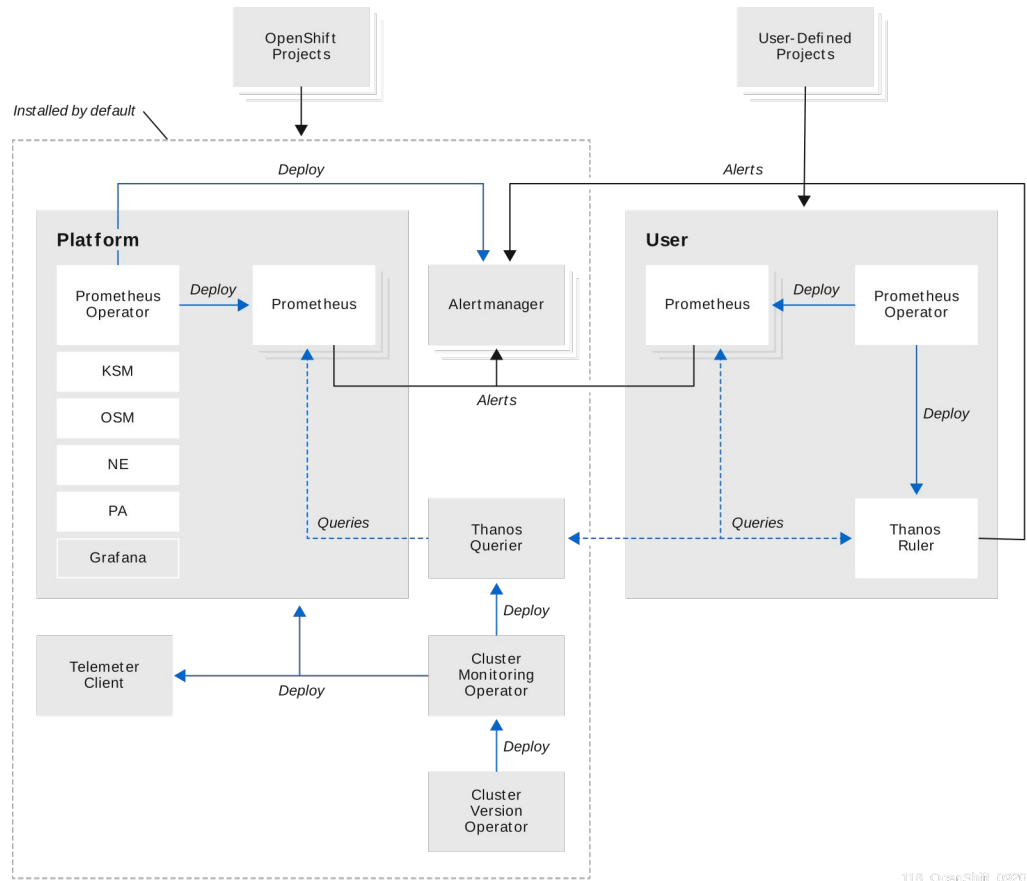 OpenShift
Projects
User-Defined
Projects
Installed by default
Deploy
Alerts
Platform
User
Prometheus
Operator
Deploy
Prometheus
Alertmanager
Prometheus
Deploy
Prometheus
Operator
KSM
Alerts
OSM
Deploy
NE
PA
Queries
Thanos
Querier
Queries
Thanos
Ruler
Grafana
Deploy
Telemeter
Client
Deploy
Cluster
Monitoring
Operator
Deploy
Cluster
Version
Operator
118_OpenShift_0920